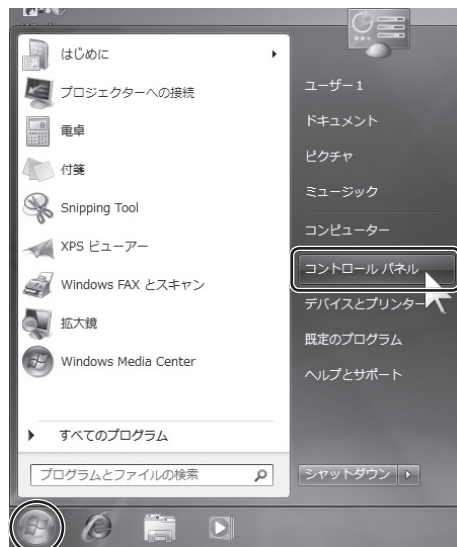 はじめに
プロジェクターへの接続
電卓
付箋
Snipping Tool
XPS ビューアー
Windows FAX とスキャン
拡大鏡
Windows Media Center
すべてのプログラム
プログラムとファイルの検索
ユーザー1
ドキュメント
ピクチャ
ミュージック
コンピューター
コントロール パネル
デバイスとプリンター
既定のプログラム
ヘルプとサポート
シャットダウン